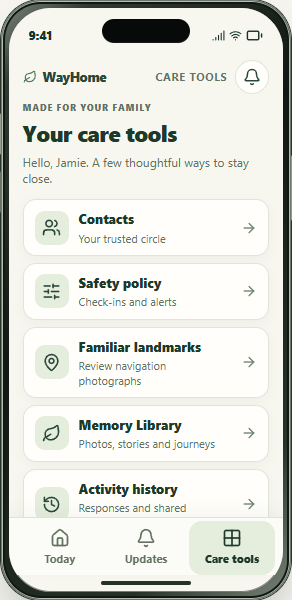 9:41
WayHome
CARE TOOLS
MADE FOR YOUR FAMILY
Your care tools
Hello, Jamie. A few thoughtful ways to stay
close.
Contacts
Your trusted circle
Safety policy
Check-ins and alerts
Familiar landmarks
Review navigation
photographs
Memory Library
Photos, stories and journeys
Activity history
Responses and shared
Today
Updates
Care tools